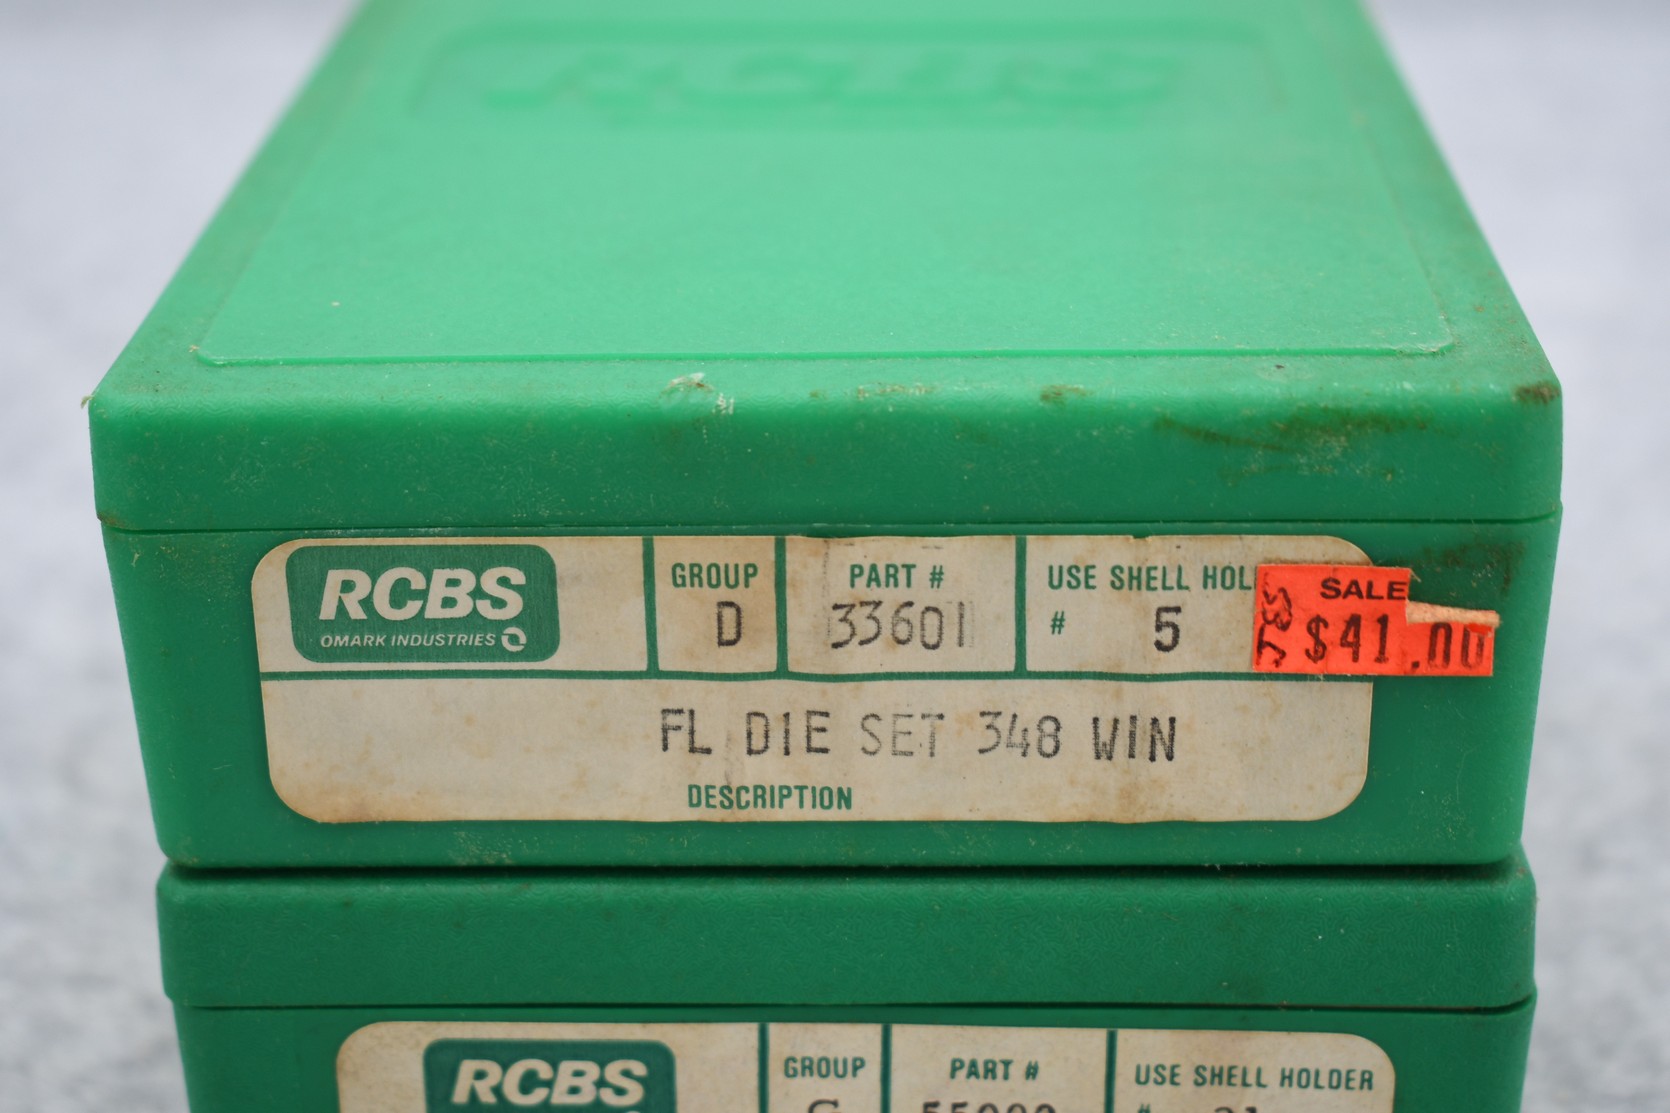 RCBS
OMARK INDUSTRIES
GROUP
D
PART #
33601
USE SHELL HOL
# 5
SALE
$41.00
FL DIE SET 348 WIN
DESCRIPTION
RCBS
GROUP
PART #
USE SHELL HOLDER